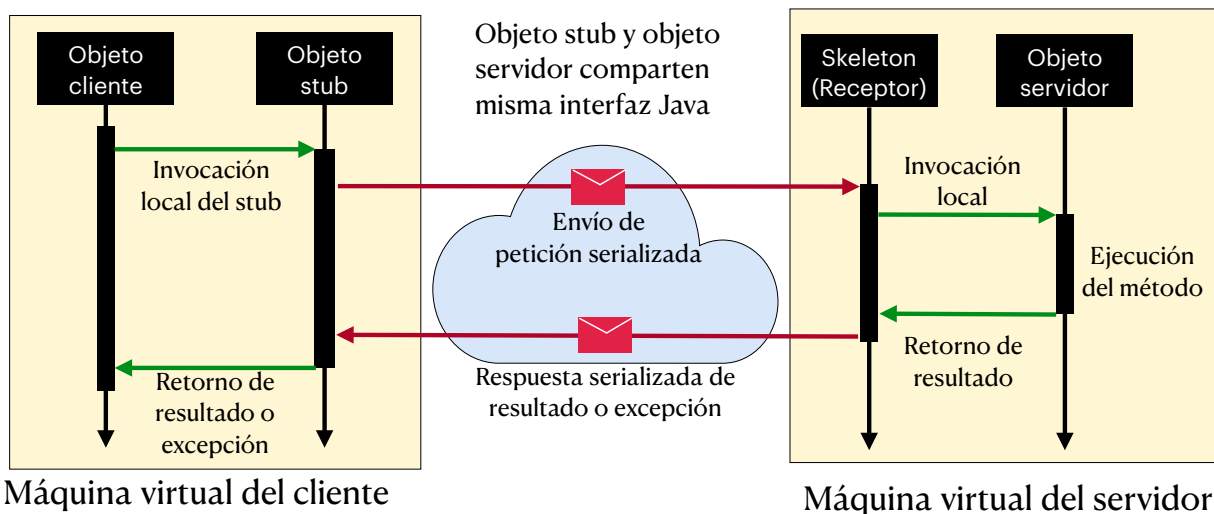 Objeto
cliente
Objeto
stub
Objeto stub y objeto
servidor comparten
misma interfaz Java
Skeleton
(Receptor)
Objeto
servidor
Invocación
local del stub
Envío de
petición serializada
Invocación
local
Ejecución
del método
Retorno de
resultado
Respuesta serializada de
resultado o excepción
Retorno de
resultado o
excepción
Máquina virtual del cliente
Máquina virtual del servidor